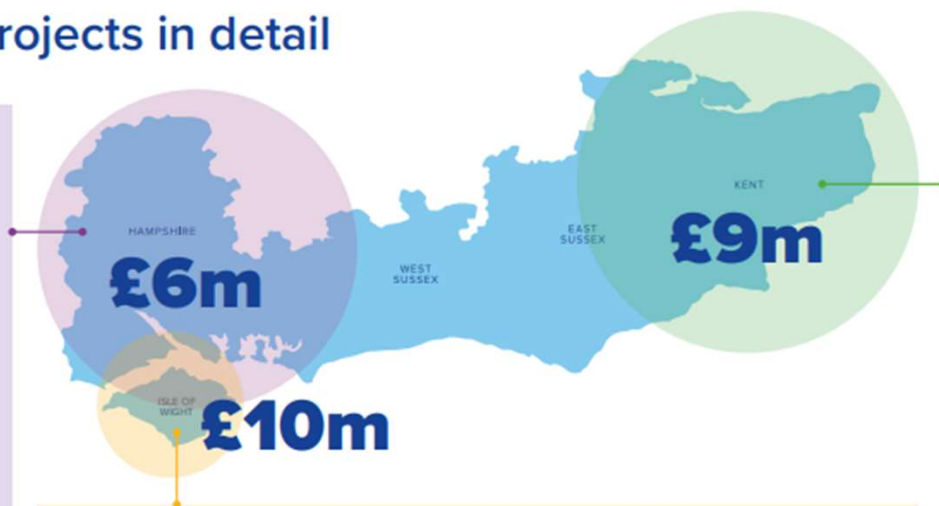 rojects in detail
HAMPSHIRE
£6m
WEST
SUSSEX
EAST
SUSSEX
KENT
£9m
ISLE OF
WIGHT
£10m